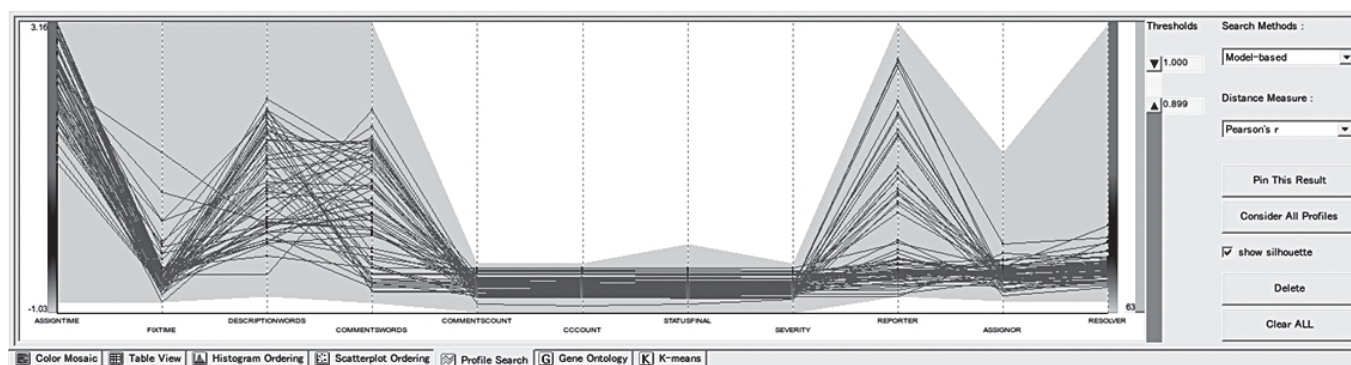 3.16
-1.03
63
ASSIGNTIME
FIXTIME
DESCRIPTIONWORDS
COMMENTSWORDS
COMMENTSCOUNT
CCCOUNT
STATUSFINAL
SEVERITY
REPORTER
ASSIGNOR
RESOLVER
Thresholds
1.000
0.899
Search Methods :
Model-based
Distance Measure :
Pearson's r
Pin This Result
Consider All Profiles
show silhouette
Delete
Clear ALL
Color Mosaic Table View Histogram Ordering Scatterplot Ordering Profile Search G Gene Ontology K K-means